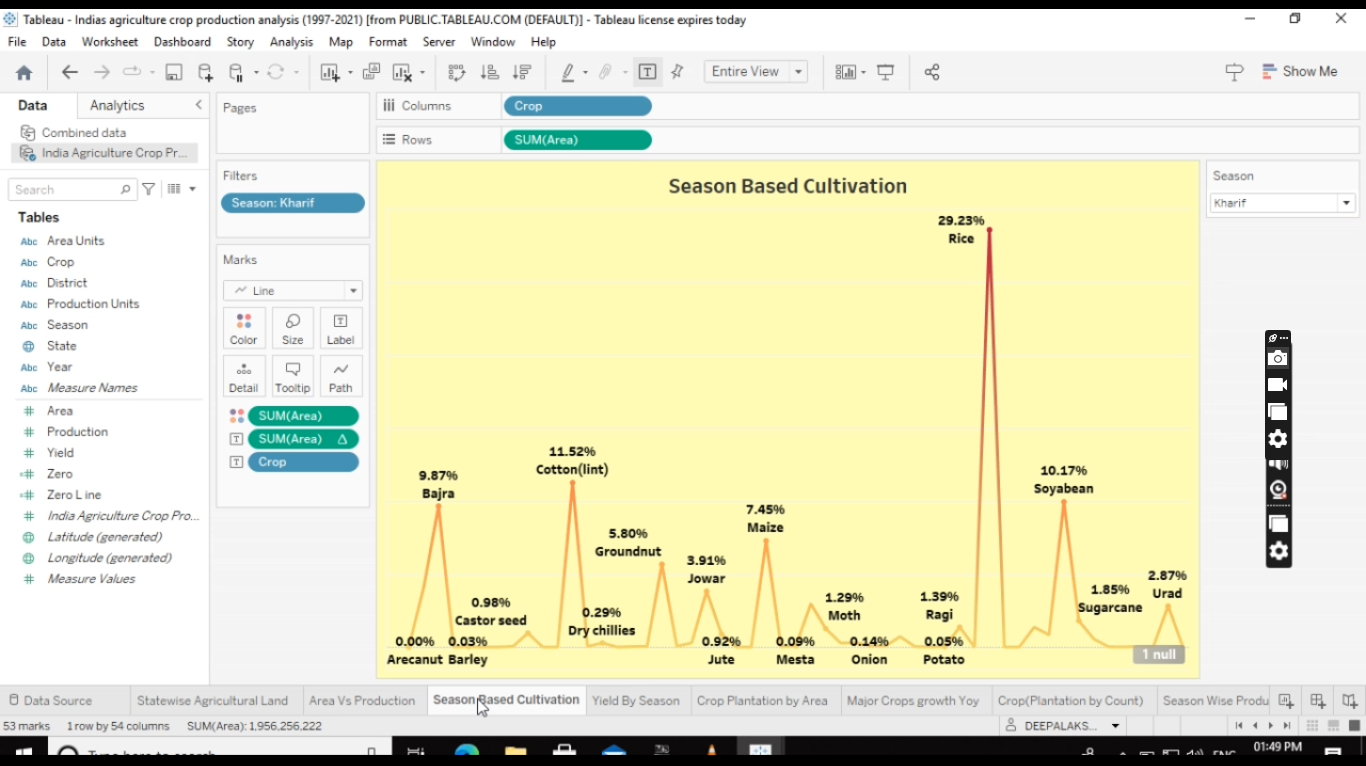 Tableau - Indias agriculture crop production analysis (1997-2021) [from PUBLIC.TABLEAU.COM (DEFAULT)] - Tableau license expires today
File Data Worksheet Dashboard Story Analysis Map Format Server Window Help
Entire View
Show Me
Data Analytics
Combined data
India Agriculture Crop Pr...
Search
Tables
Abc Area Units
Abc Crop
Abc District
Abc Production Units
Abc Season
State
Abc Year
Abc Measure Names
# Area
# Production
# Yield
=# Zero
=# Zero Line
# India Agriculture Crop Pro...
Latitude (generated)
Longitude (generated)
# Measure Values
Pages
Filters
Season: Kharif
Marks
Line
Color Size Label
Detail Tooltip Path
SUM(Area)
SUM(Area) Δ
Crop
Columns Crop
Rows SUM(Area)
Season Based Cultivation
29.23%
Rice
11.52%
Cotton(lint)
9.87%
Bajra
10.17%
Soyabean
7.45%
Maize
5.80%
Groundnut
3.91%
Jowar
2.87%
Urad
1.85%
Sugarcane
1.39%
Ragi
1.29%
Moth
0.98%
Castor seed
0.29%
Dry chillies
0.00%
Arecanut
0.03%
Barley
0.92%
Jute
0.09%
Mesta
0.14%
Onion
0.05%
Potato
1 null
Season
Kharif
Data Source Statewise Agricultural Land Area Vs Production Season Based Cultivation Yield By Season Crop Plantation by Area Major Crops growth Yoy Crop(Plantation by Count) Season Wise Produ
53 marks 1 row by 54 columns SUM(Area): 1,956,256,222
DEEPALAKS...
Type here to search
ENG
01:49 PM